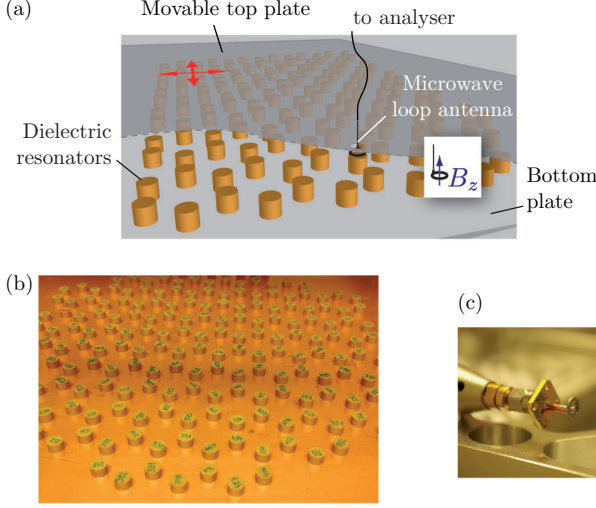 (a)
Movable top plate
to analyser
Microwave
loop antenna
Dielectric
resonators
B_z
Bottom
plate
(b)
(c)